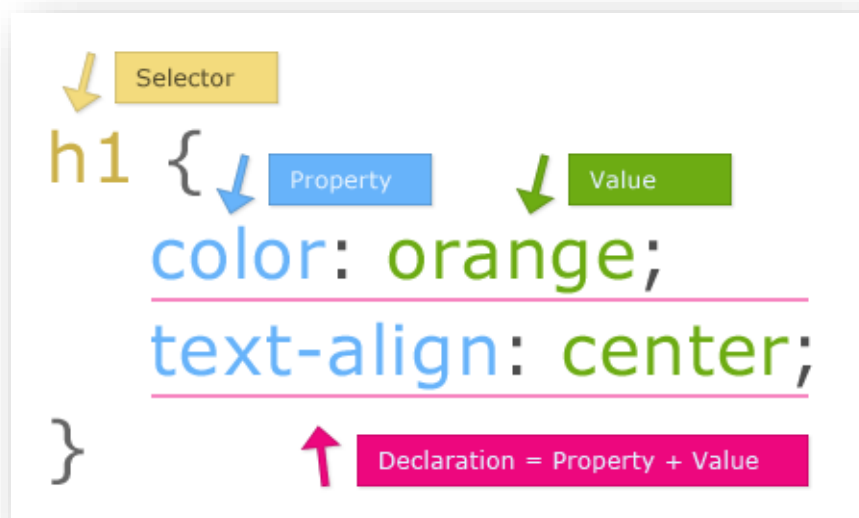 Selector
h1 {
Property
Value
color: orange;
text-align: center;
}
Declaration = Property + Value